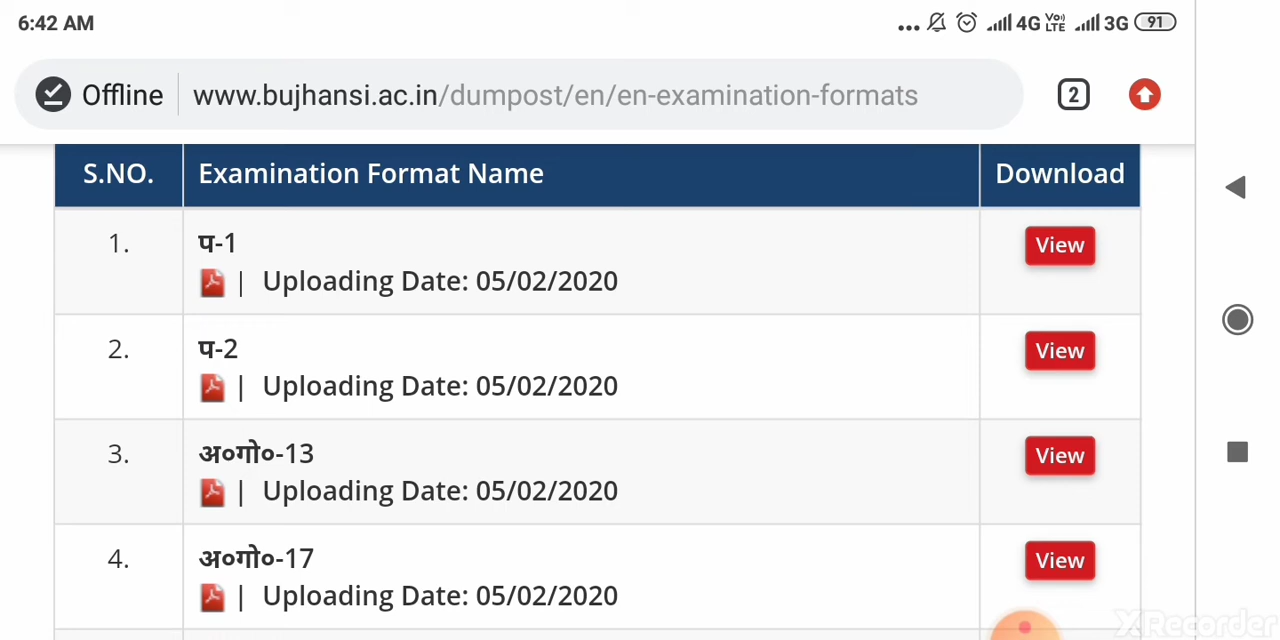 6:42 AM
... 4G Vo)) LTE 3G 91
Offline www.bujhansi.ac.in/dumpost/en/en-examination-formats 2
S.NO. Examination Format Name Download
1. प-1 View
| Uploading Date: 05/02/2020
2. प-2 View
| Uploading Date: 05/02/2020
3. अ०गो०-13 View
| Uploading Date: 05/02/2020
4. अ०गो०-17 View
| Uploading Date: 05/02/2020
XRecorder